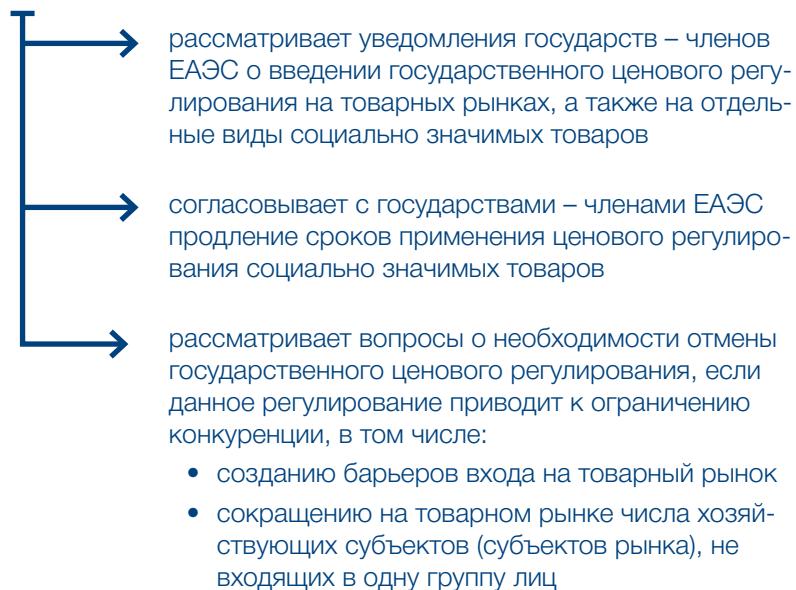 рассматривает уведомления государств – членов
ЕАЭС о введении государственного ценового регу-
лирования на товарных рынках, а также на отдель-
ные виды социально значимых товаров
согласовывает с государствами – членами ЕАЭС
продление сроков применения ценового регулиро-
вания социально значимых товаров
рассматривает вопросы о необходимости отмены
государственного ценового регулирования, если
данное регулирование приводит к ограничению
конкуренции, в том числе:
• созданию барьеров входа на товарный рынок
• сокращению на товарном рынке числа хозяй-
ствующих субъектов (субъектов рынка), не
входящих в одну группу лиц